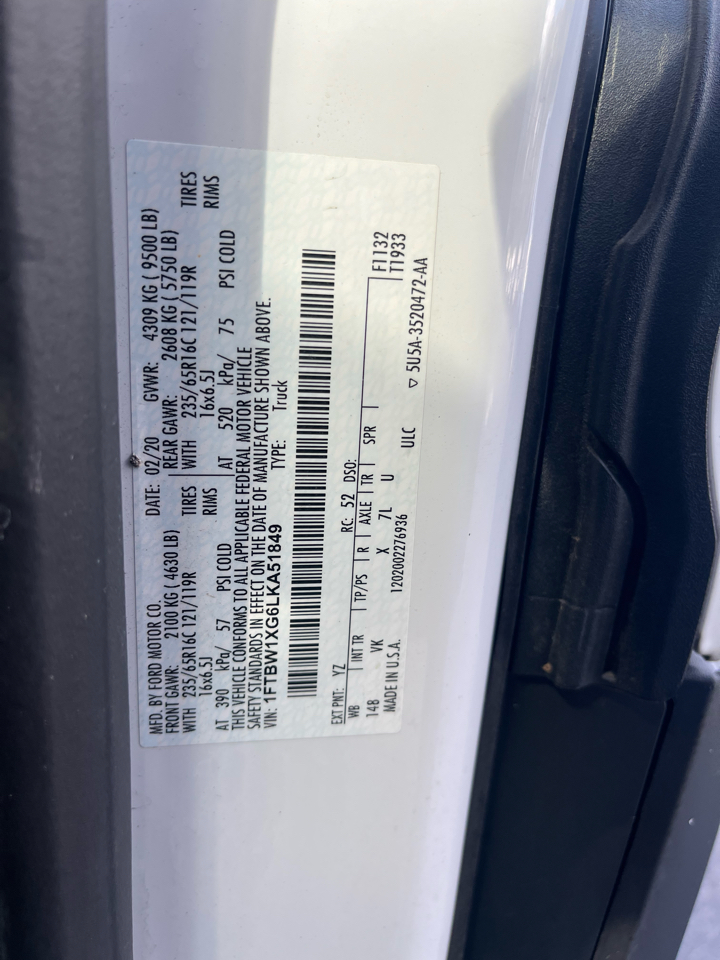 MFD. BY FORD MOTOR CO. DATE: 02/20 GVWR: 4309 KG ( 9500 LB)
FRONT GAWR: 2100 KG ( 4630 LB) REAR GAWR: 2608 KG ( 5750 LB)
WITH 235/65R16C 121/119R TIRES WITH 235/65R16C 121/119R TIRES
16x6.5J RIMS 16x6.5J RIMS
AT 390 kPa/ 57 PSI COLD AT 520 kPa/ 75 PSI COLD
THIS VEHICLE CONFORMS TO ALL APPLICABLE FEDERAL MOTOR VEHICLE
SAFETY STANDARDS IN EFFECT ON THE DATE OF MANUFACTURE SHOWN ABOVE.
VIN: 1FTBW1XG6LKA51849 TYPE: Truck
EXT PNT: YZ RC: 52 DSO:
WB INT TR TP/PS R AXLE TR SPR F1132
14B VK X 7L U T1933
MADE IN U.S.A. 1202002276936 ULC ▽ 5U5A-3520472-AA